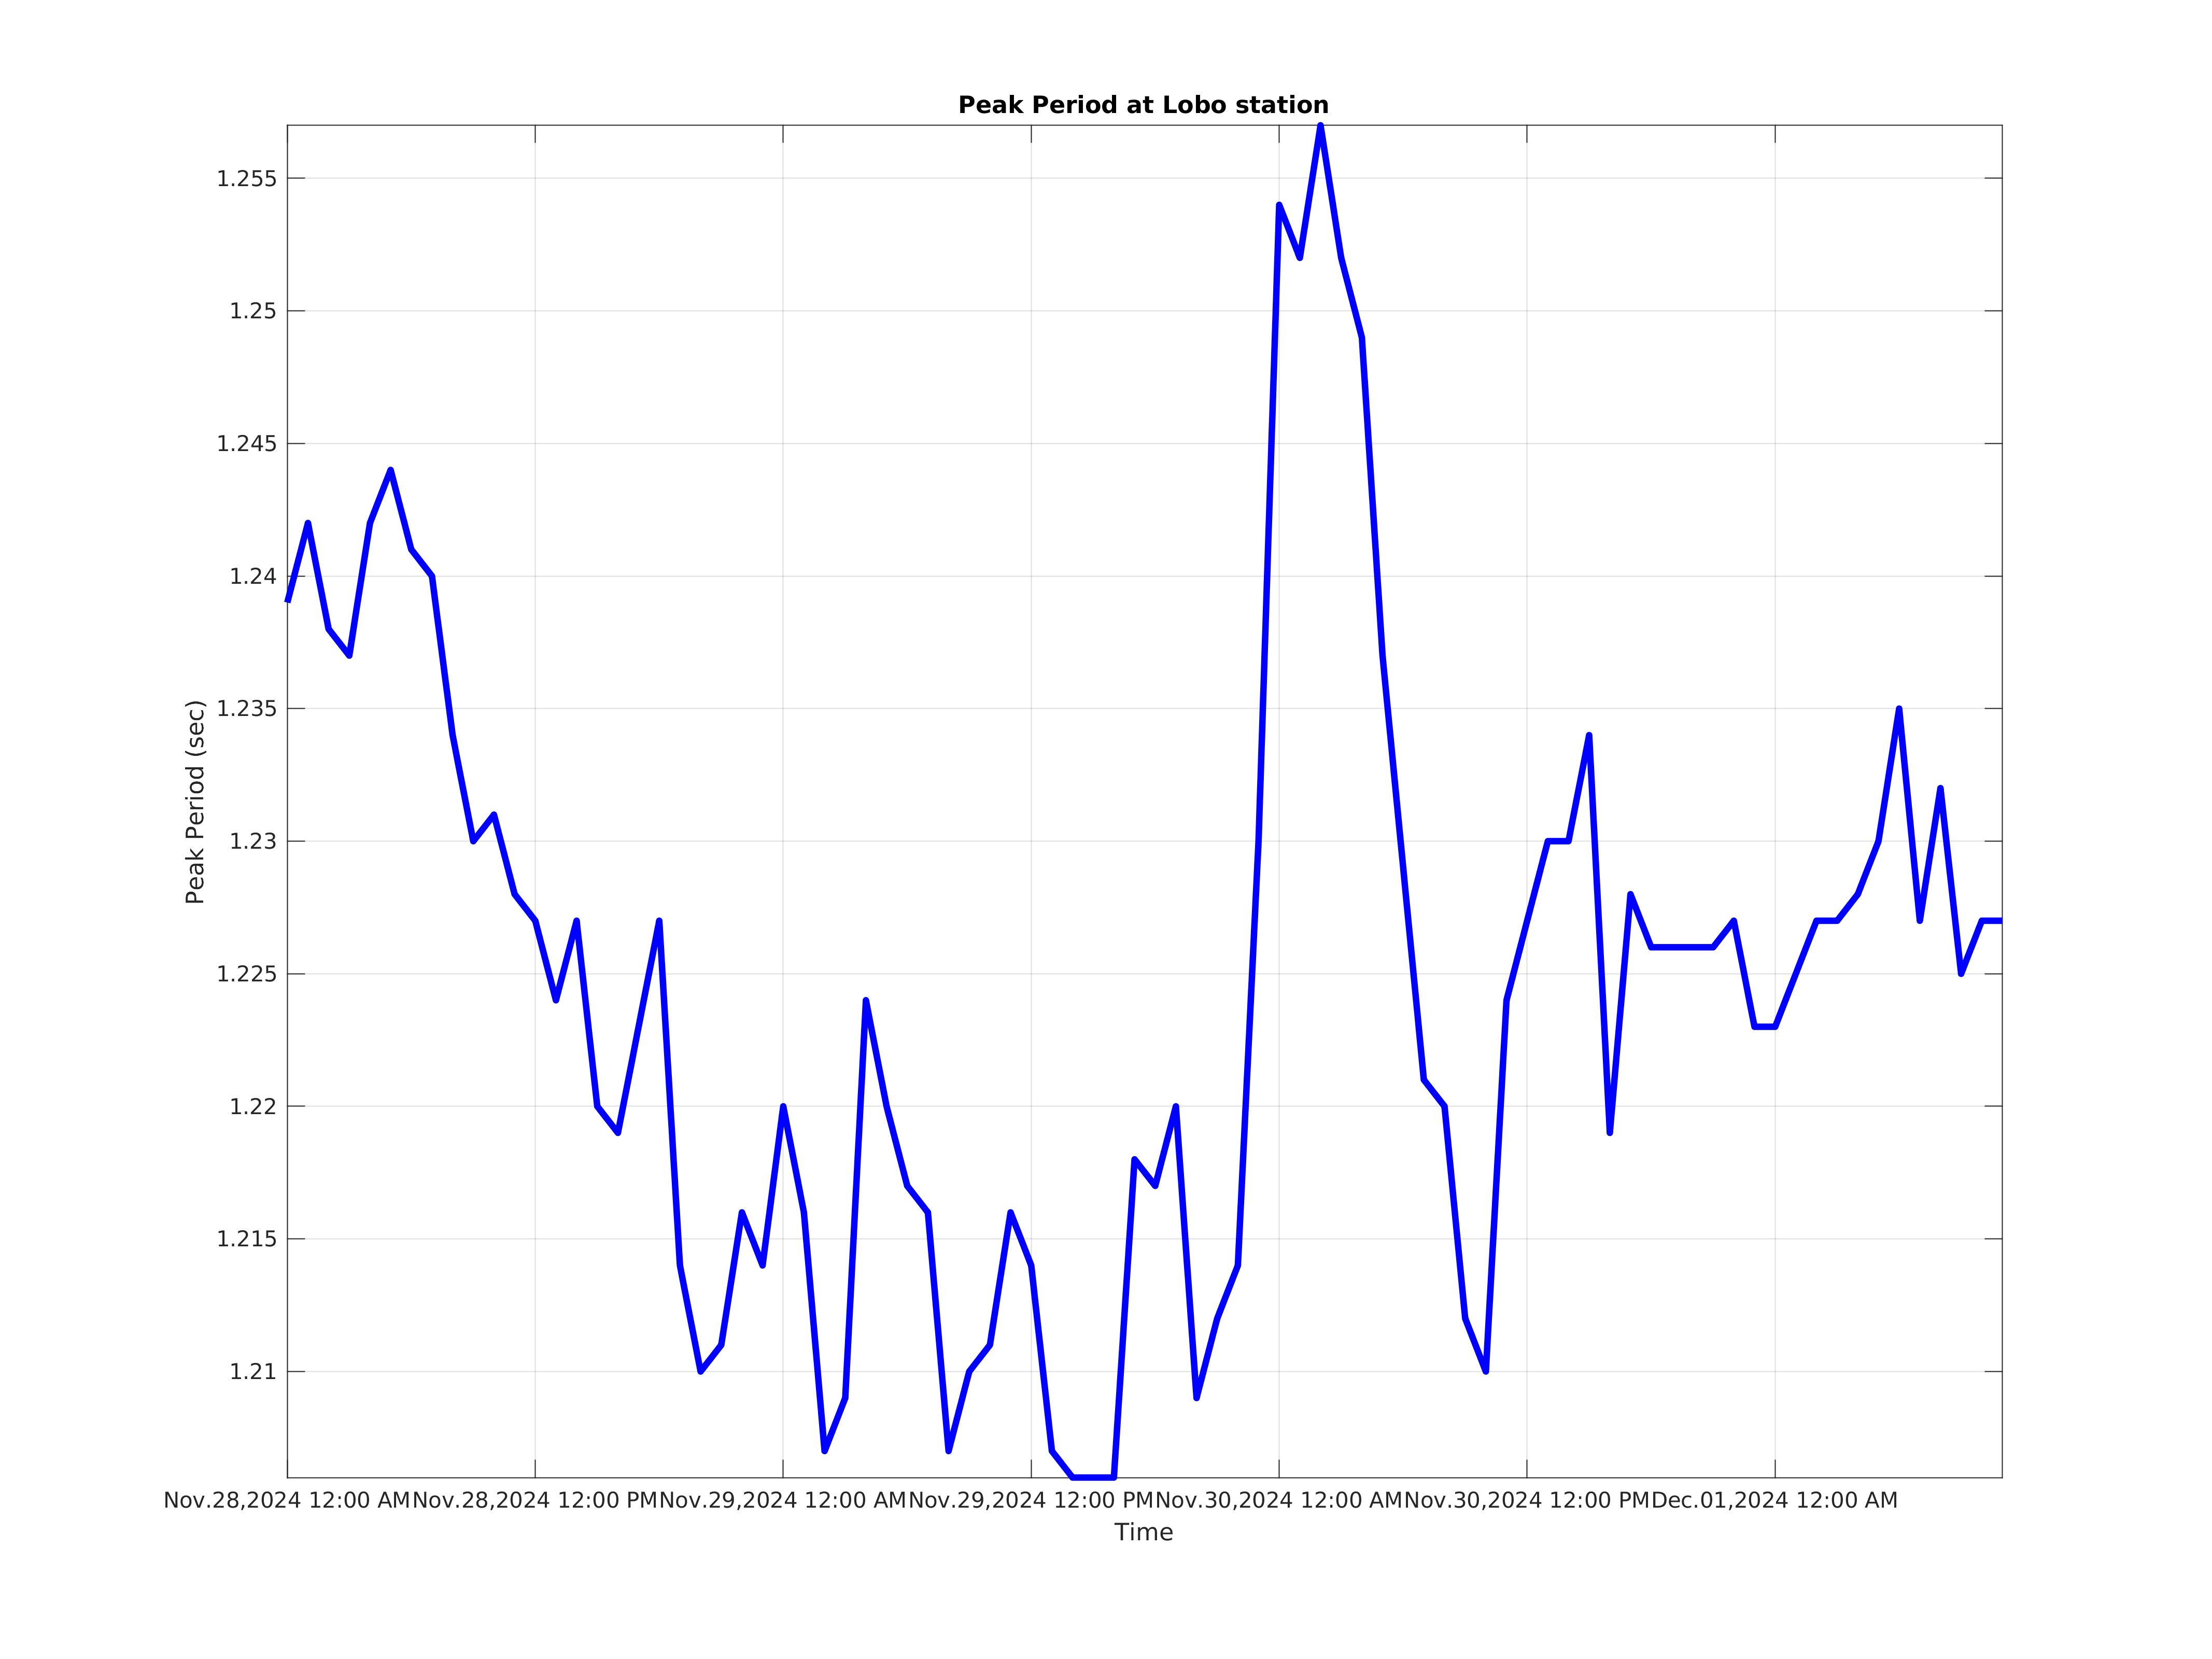 Peak Period at Lobo station
1.255
1.25
1.245
1.24
1.235
1.23
1.225
1.22
1.215
1.21
Peak Period (sec)
Nov.28,2024 12:00 AM Nov.28,2024 12:00 PM Nov.29,2024 12:00 AM Nov.29,2024 12:00 PM Nov.30,2024 12:00 AM Nov.30,2024 12:00 PM Dec.01,2024 12:00 AM
Time